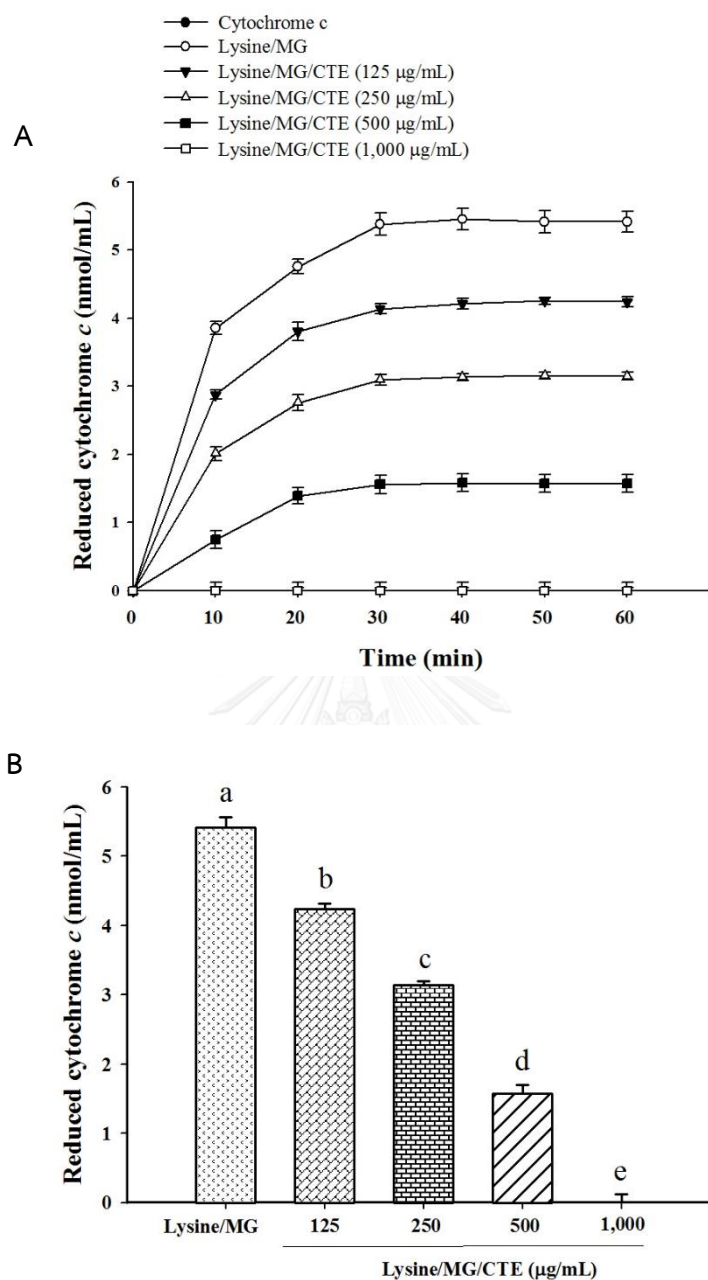 Cytochrome c
Lysine/MG
Lysine/MG/CTE (125 µg/mL)
Lysine/MG/CTE (250 µg/mL)
Lysine/MG/CTE (500 µg/mL)
Lysine/MG/CTE (1,000 µg/mL)
A
Reduced cytochrome c (nmol/mL)
6
5
4
3
2
1
0
0 10 20 30 40 50 60
Time (min)
B
Reduced cytochrome c (nmol/mL)
6
5
4
3
2
1
0
a
b
c
d
e
Lysine/MG 125 250 500 1,000
Lysine/MG/CTE (µg/mL)